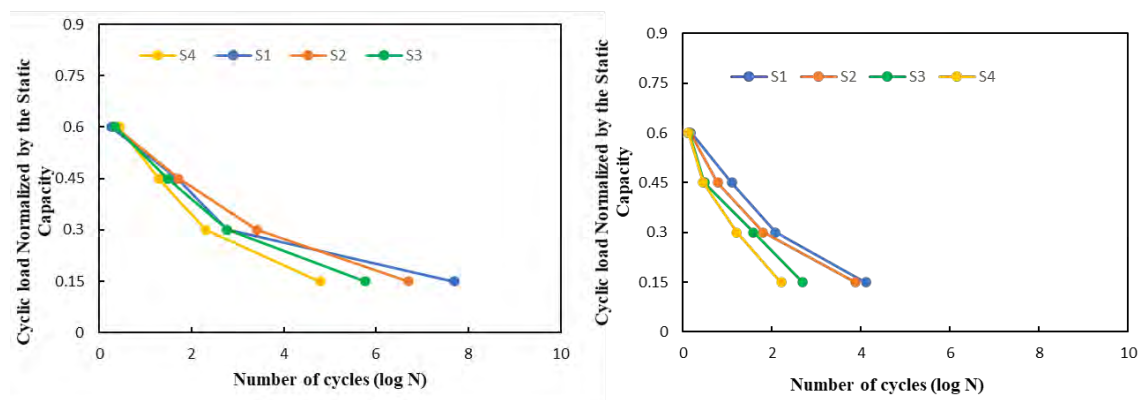 Cyclic load Normalized by the Static
Capacity
0.9
0.75
0.6
0.45
0.3
0.15
0
S4 S1 S2 S3
0 2 4 6 8 10
Number of cycles (log N)
Cyclic load Normalized by the Static
Capacity
0.9
0.75
0.6
0.45
0.3
0.15
0
S1 S2 S3 S4
0 2 4 6 8 10
Number of cycles (log N)